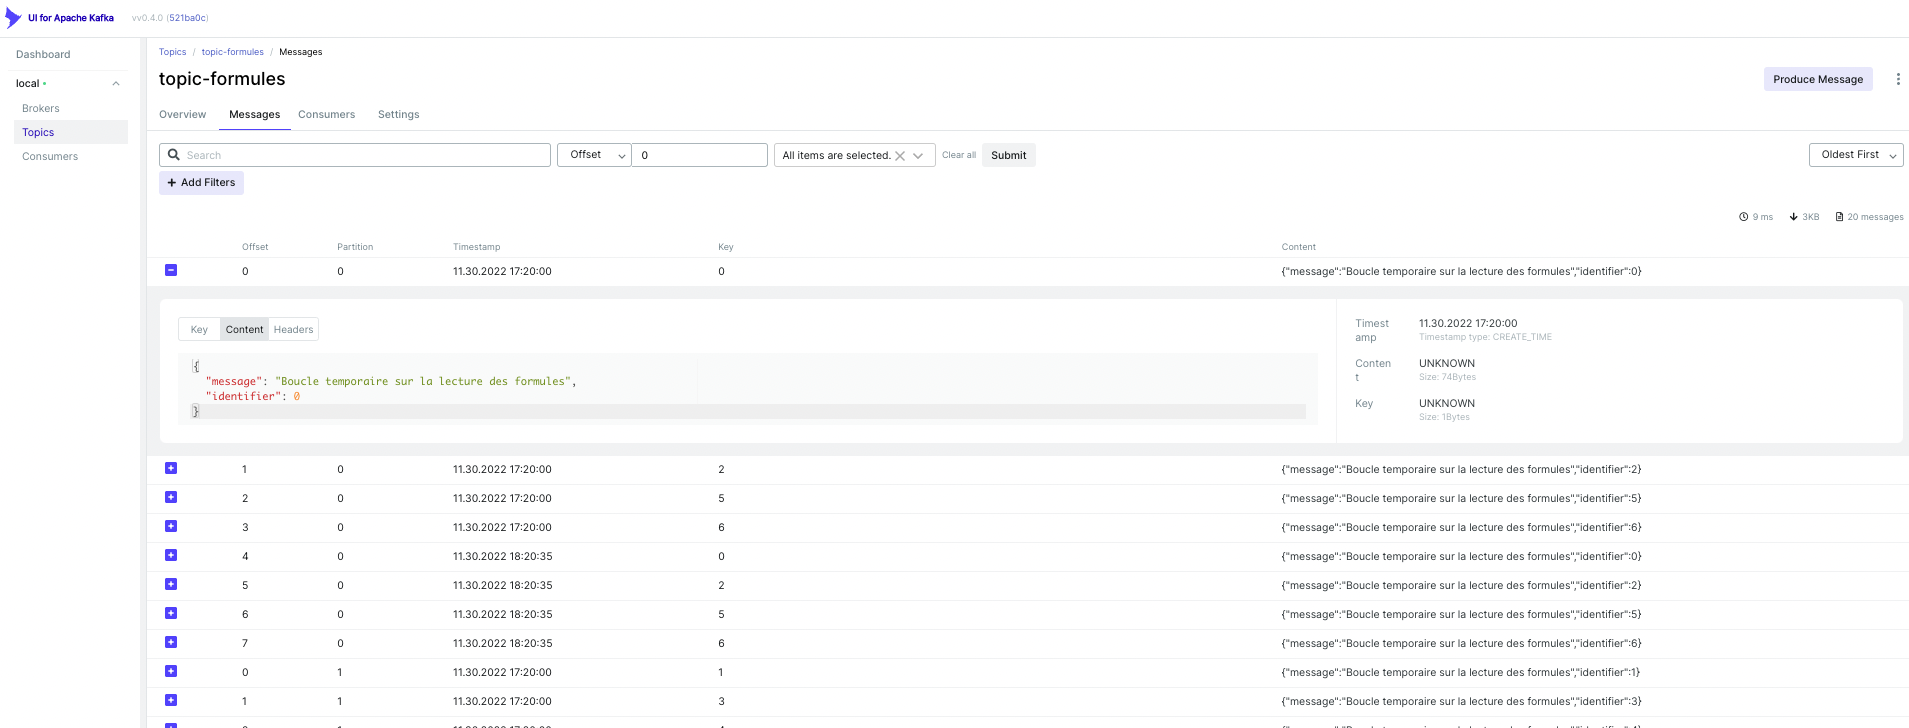 UI for Apache Kafka vv0.4.0 (521ba0c)
Dashboard
local
Brokers
Topics
Consumers
Topics / topic-formules / Messages
topic-formules
Produce Message
Overview Messages Consumers Settings
Search Offset 0 All items are selected. Clear all Submit Oldest First
Add Filters
9 ms 3KB 20 messages
Offset Partition Timestamp Key Content
0 0 11.30.2022 17:20:00 0 {"message":"Boucle temporaire sur la lecture des formules","identifier":0}
Key Content Headers
{
"message": "Boucle temporaire sur la lecture des formules",
"identifier": 0
}
Timest
amp
11.30.2022 17:20:00
Timestamp type: CREATE_TIME
Conten
t
UNKNOWN
Size: 74Bytes
Key UNKNOWN
Size: 1Bytes
1 0 11.30.2022 17:20:00 2 {"message":"Boucle temporaire sur la lecture des formules","identifier":2}
2 0 11.30.2022 17:20:00 5 {"message":"Boucle temporaire sur la lecture des formules","identifier":5}
3 0 11.30.2022 17:20:00 6 {"message":"Boucle temporaire sur la lecture des formules","identifier":6}
4 0 11.30.2022 18:20:35 0 {"message":"Boucle temporaire sur la lecture des formules","identifier":0}
5 0 11.30.2022 18:20:35 2 {"message":"Boucle temporaire sur la lecture des formules","identifier":2}
6 0 11.30.2022 18:20:35 5 {"message":"Boucle temporaire sur la lecture des formules","identifier":5}
7 0 11.30.2022 18:20:35 6 {"message":"Boucle temporaire sur la lecture des formules","identifier":6}
0 1 11.30.2022 17:20:00 1 {"message":"Boucle temporaire sur la lecture des formules","identifier":1}
1 1 11.30.2022 17:20:00 3 {"message":"Boucle temporaire sur la lecture des formules","identifier":3}